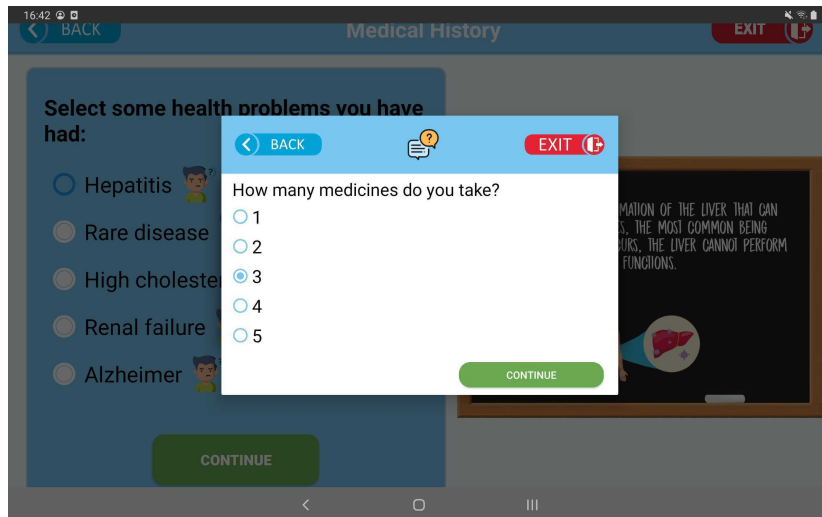 16:42
BACK
Medical History
EXIT
Select some health problems you have
had:
Hepatitis
Rare disease
High cholester
Renal failure
Alzheimer
CONTINUE
BACK
EXIT
How many medicines do you take?
1
2
3
4
5
CONTINUE
MATION OF THE LIVER THAT CAN
S, THE MOST COMMON BEING
URS, THE LIVER CANNOT PERFORM
FUNCTIONS.